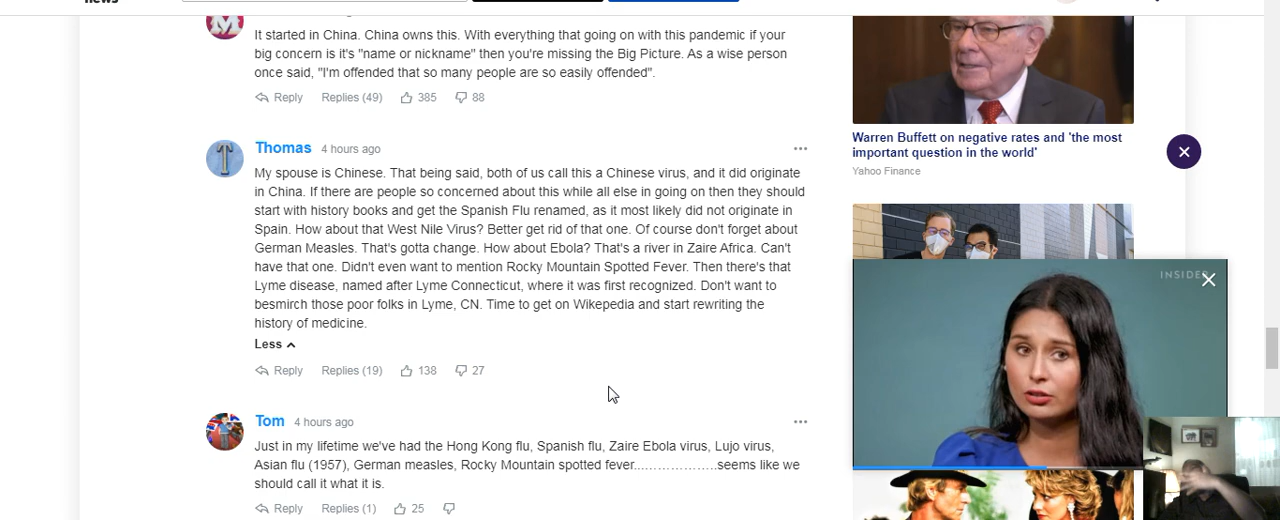 news
It started in China. China owns this. With everything that going on with this pandemic if your
big concern is it's "name or nickname" then you're missing the Big Picture. As a wise person
once said, "I'm offended that so many people are so easily offended".
Reply Replies (49) 385 88
Thomas 4 hours ago
My spouse is Chinese. That being said, both of us call this a Chinese virus, and it did originate
in China. If there are people so concerned about this while all else in going on then they should
start with history books and get the Spanish Flu renamed, as it most likely did not originate in
Spain. How about that West Nile Virus? Better get rid of that one. Of course don't forget about
German Measles. That's gotta change. How about Ebola? That's a river in Zaire Africa. Can't
have that one. Didn't even want to mention Rocky Mountain Spotted Fever. Then there's that
Lyme disease, named after Lyme Connecticut, where it was first recognized. Don't want to
besmirch those poor folks in Lyme, CN. Time to get on Wikepedia and start rewriting the
history of medicine.
Less
Reply Replies (19) 138 27
Tom 4 hours ago
Just in my lifetime we've had the Hong Kong flu, Spanish flu, Zaire Ebola virus, Lujo virus,
Asian flu (1957), German measles, Rocky Mountain spotted fever....................seems like we
should call it what it is.
Reply Replies (1) 25
Warren Buffett on negative rates and 'the most
important question in the world'
Yahoo Finance
INSIDER